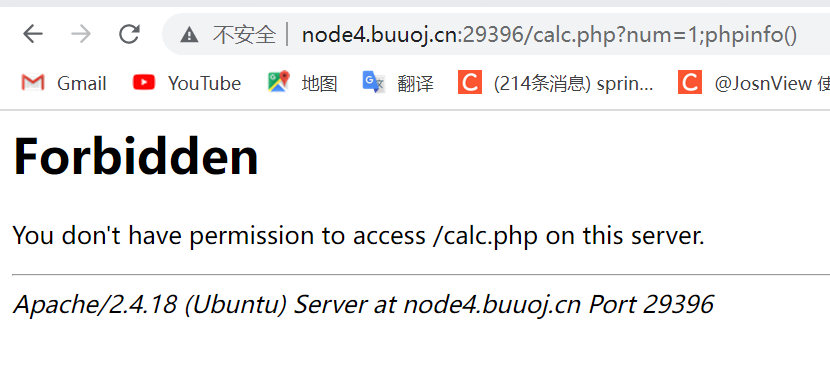 不安全 node4.buuoj.cn:29396/calc.php?num=1;phpinfo()
Gmail YouTube 地图 翻译 (214条消息) sprin... @JosnView 使
Forbidden
You don't have permission to access /calc.php on this server.
Apache/2.4.18 (Ubuntu) Server at node4.buuoj.cn Port 29396